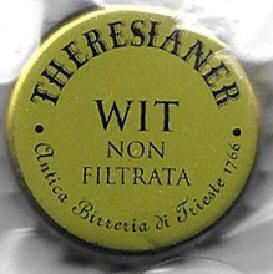 THERESIANER
WIT
NON
FILTRATA
• Antica Birreria di Trieste 1766 •